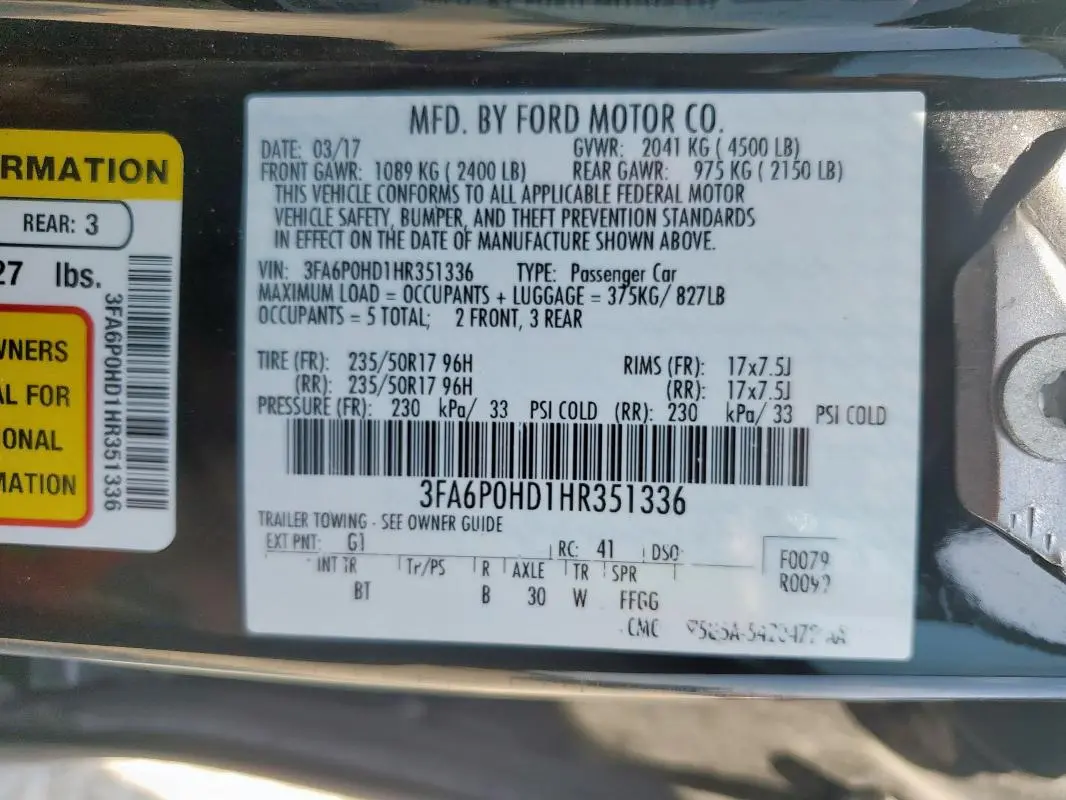 RMATION
REAR: 3
27 lbs.
WNERS
AL FOR
ONAL
MATION
3FA6P0HD1HR351336
MFD. BY FORD MOTOR CO.
DATE: 03/17 GVWR: 2041 KG ( 4500 LB)
FRONT GAWR: 1089 KG ( 2400 LB) REAR GAWR: 975 KG ( 2150 LB)
THIS VEHICLE CONFORMS TO ALL APPLICABLE FEDERAL MOTOR
VEHICLE SAFETY, BUMPER, AND THEFT PREVENTION STANDARDS
IN EFFECT ON THE DATE OF MANUFACTURE SHOWN ABOVE.
VIN: 3FA6P0HD1HR351336 TYPE: Passenger Car
MAXIMUM LOAD = OCCUPANTS + LUGGAGE = 375KG/ 827LB
OCCUPANTS = 5 TOTAL; 2 FRONT, 3 REAR
TIRE (FR): 235/50R17 96H RIMS (FR): 17x7.5J
(RR): 235/50R17 96H (RR): 17x7.5J
PRESSURE (FR): 230 kPa/ 33 PSI COLD (RR): 230 kPa/ 33 PSI COLD
3FA6P0HD1HR351336
TRAILER TOWING - SEE OWNER GUIDE
EXT PNT: G1 RC: 41 DSO:
INT TR Tr/PS R AXLE TR SPR
BT B 30 W FFGG
F0079
CMC